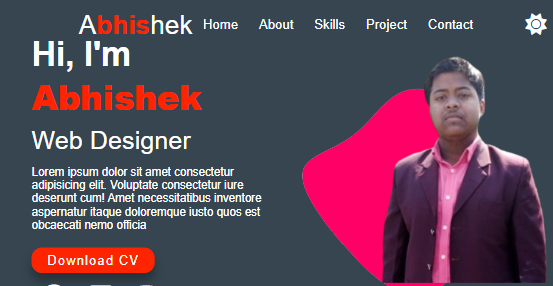 Abhishek Home About Skills Project Contact
Hi, I'm
Abhishek
Web Designer
Lorem ipsum dolor sit amet consectetur
adipisicing elit. Voluptate consectetur iure
deserunt cum! Amet necessitatibus inventore
aspernatur itaque doloremque iusto quos est
obcaecati nemo officia
Download CV